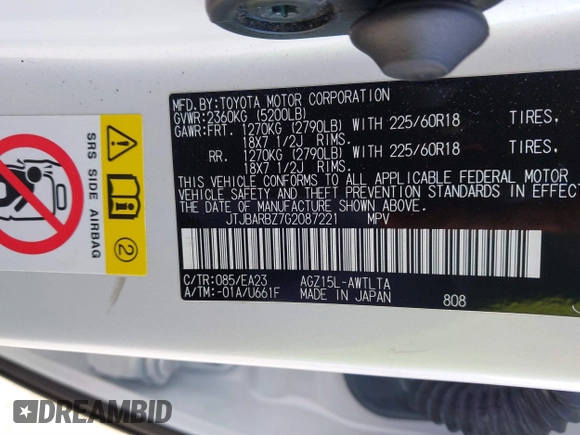 MFD.BY:TOYOTA MOTOR CORPORATION
GVWR:2360KG (5200LB)
GAWR:FRT. 1270KG (2790LB) WITH 225/60R18 TIRES,
18X7 1/2J RIMS.
RR. 1270KG (2790LB) WITH 225/60R18 TIRES,
18X7 1/2J RIMS.
THIS VEHICLE CONFORMS TO ALL APPLICABLE FEDERAL MOTOR
VEHICLE SAFETY AND THEFT PREVENTION STANDARDS IN EFFECT
THE DATE OF MANUFACTURE SHOWN ABOVE.
JTJBARBZ7G2087221 MPV
C/TR:085/EA23 AGZ15L-AWTLTA
A/TM:-01A/U661F MADE IN JAPAN 808
SRS SIDE AIRBAG
2
DREAMBID